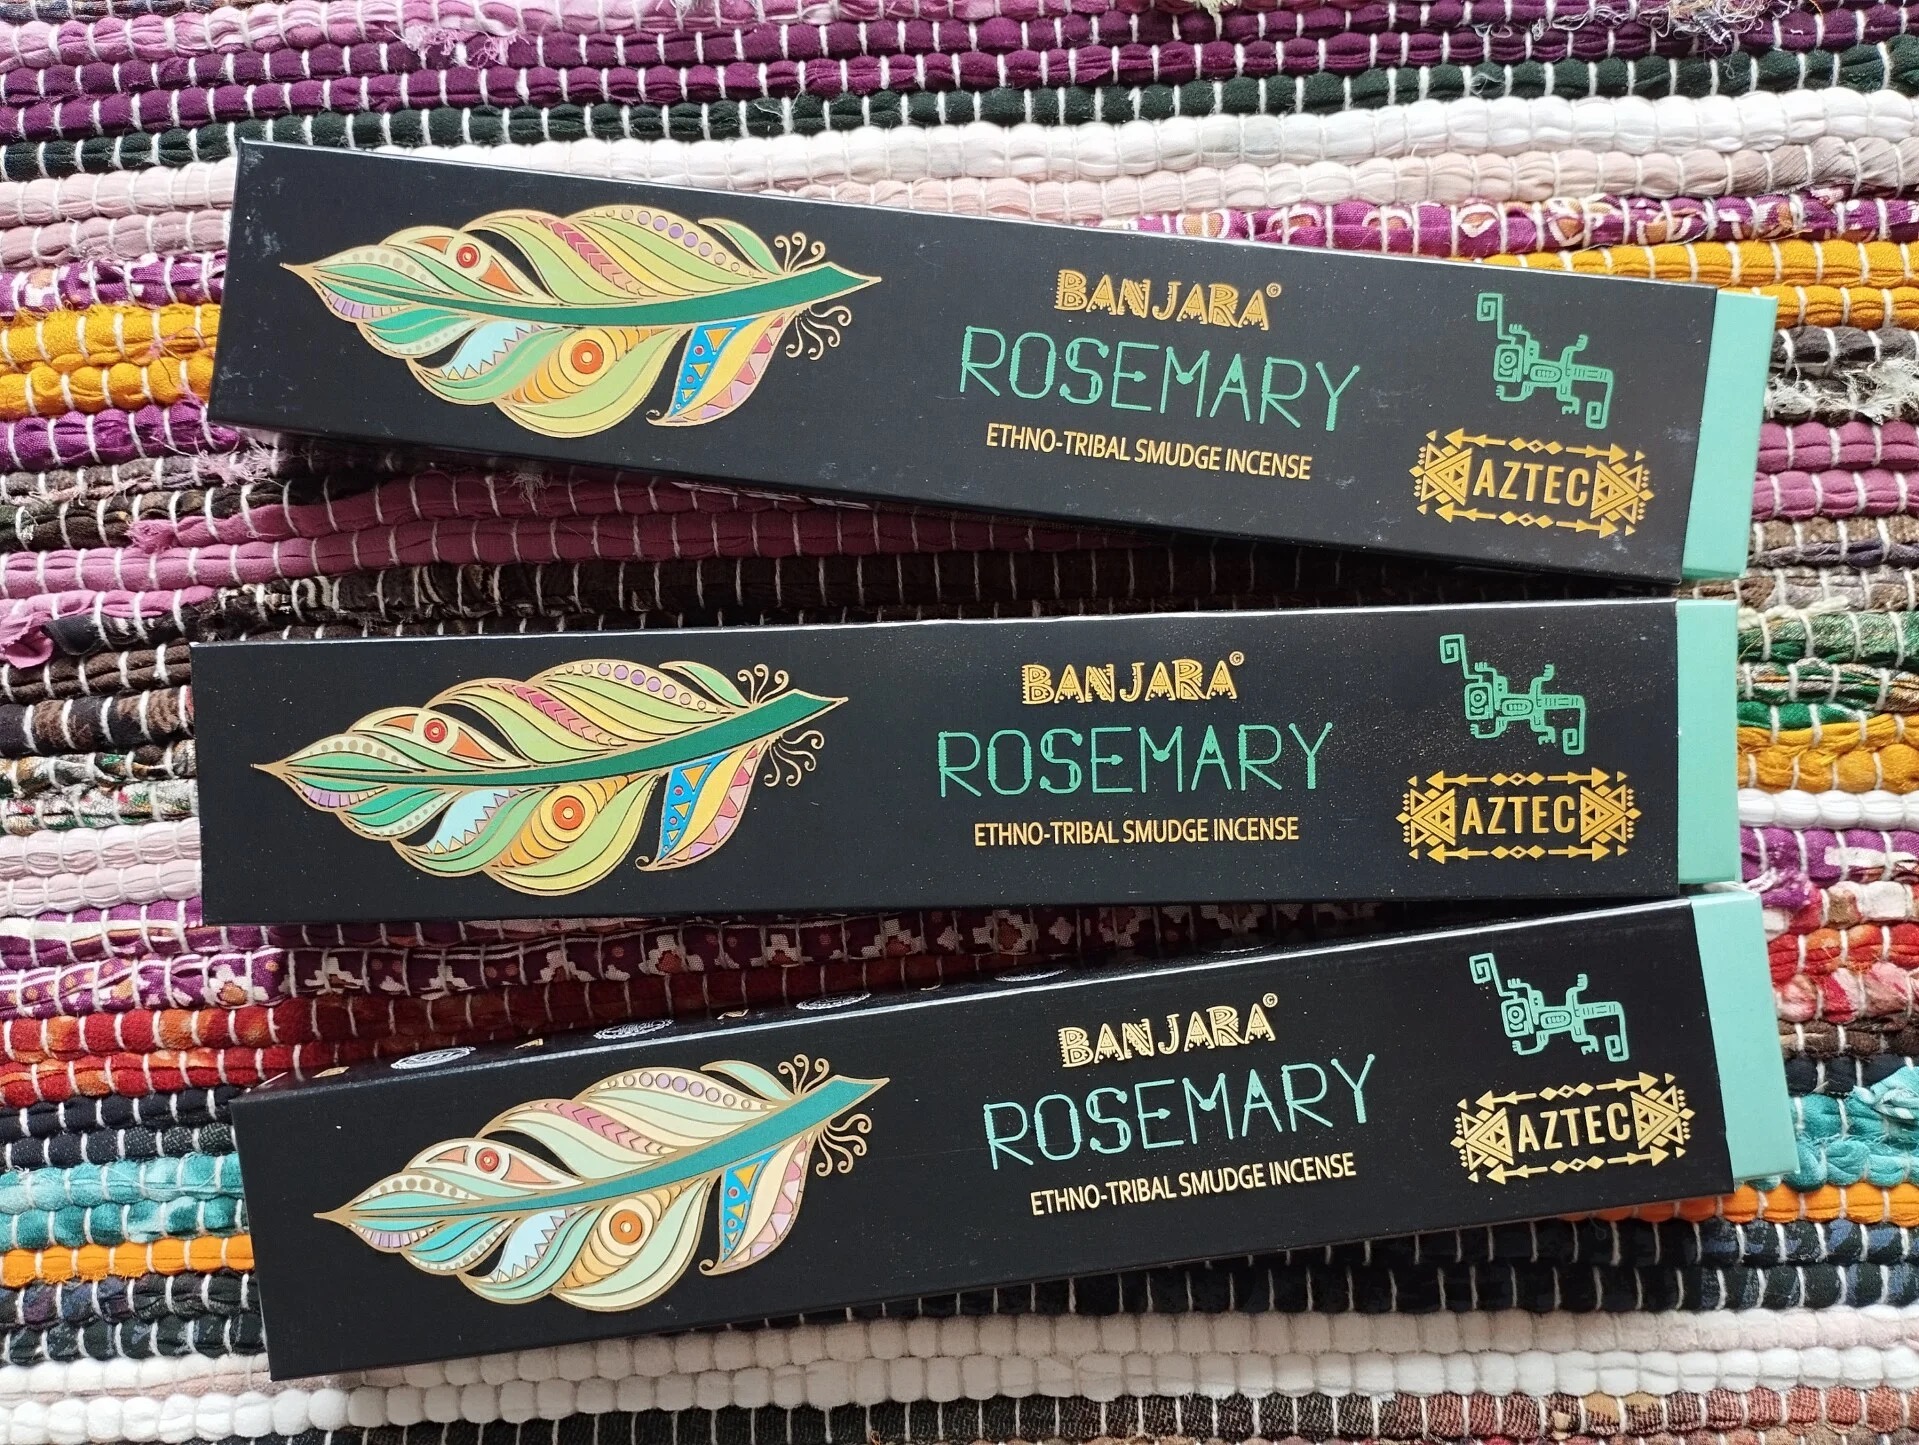 BANJARA©
ROSEMARY
ETHNO-TRIBAL SMUDGE INCENSE
AZTEC
BANJARA©
ROSEMARY
ETHNO-TRIBAL SMUDGE INCENSE
AZTEC
BANJARA©
ROSEMARY
ETHNO-TRIBAL SMUDGE INCENSE
AZTEC